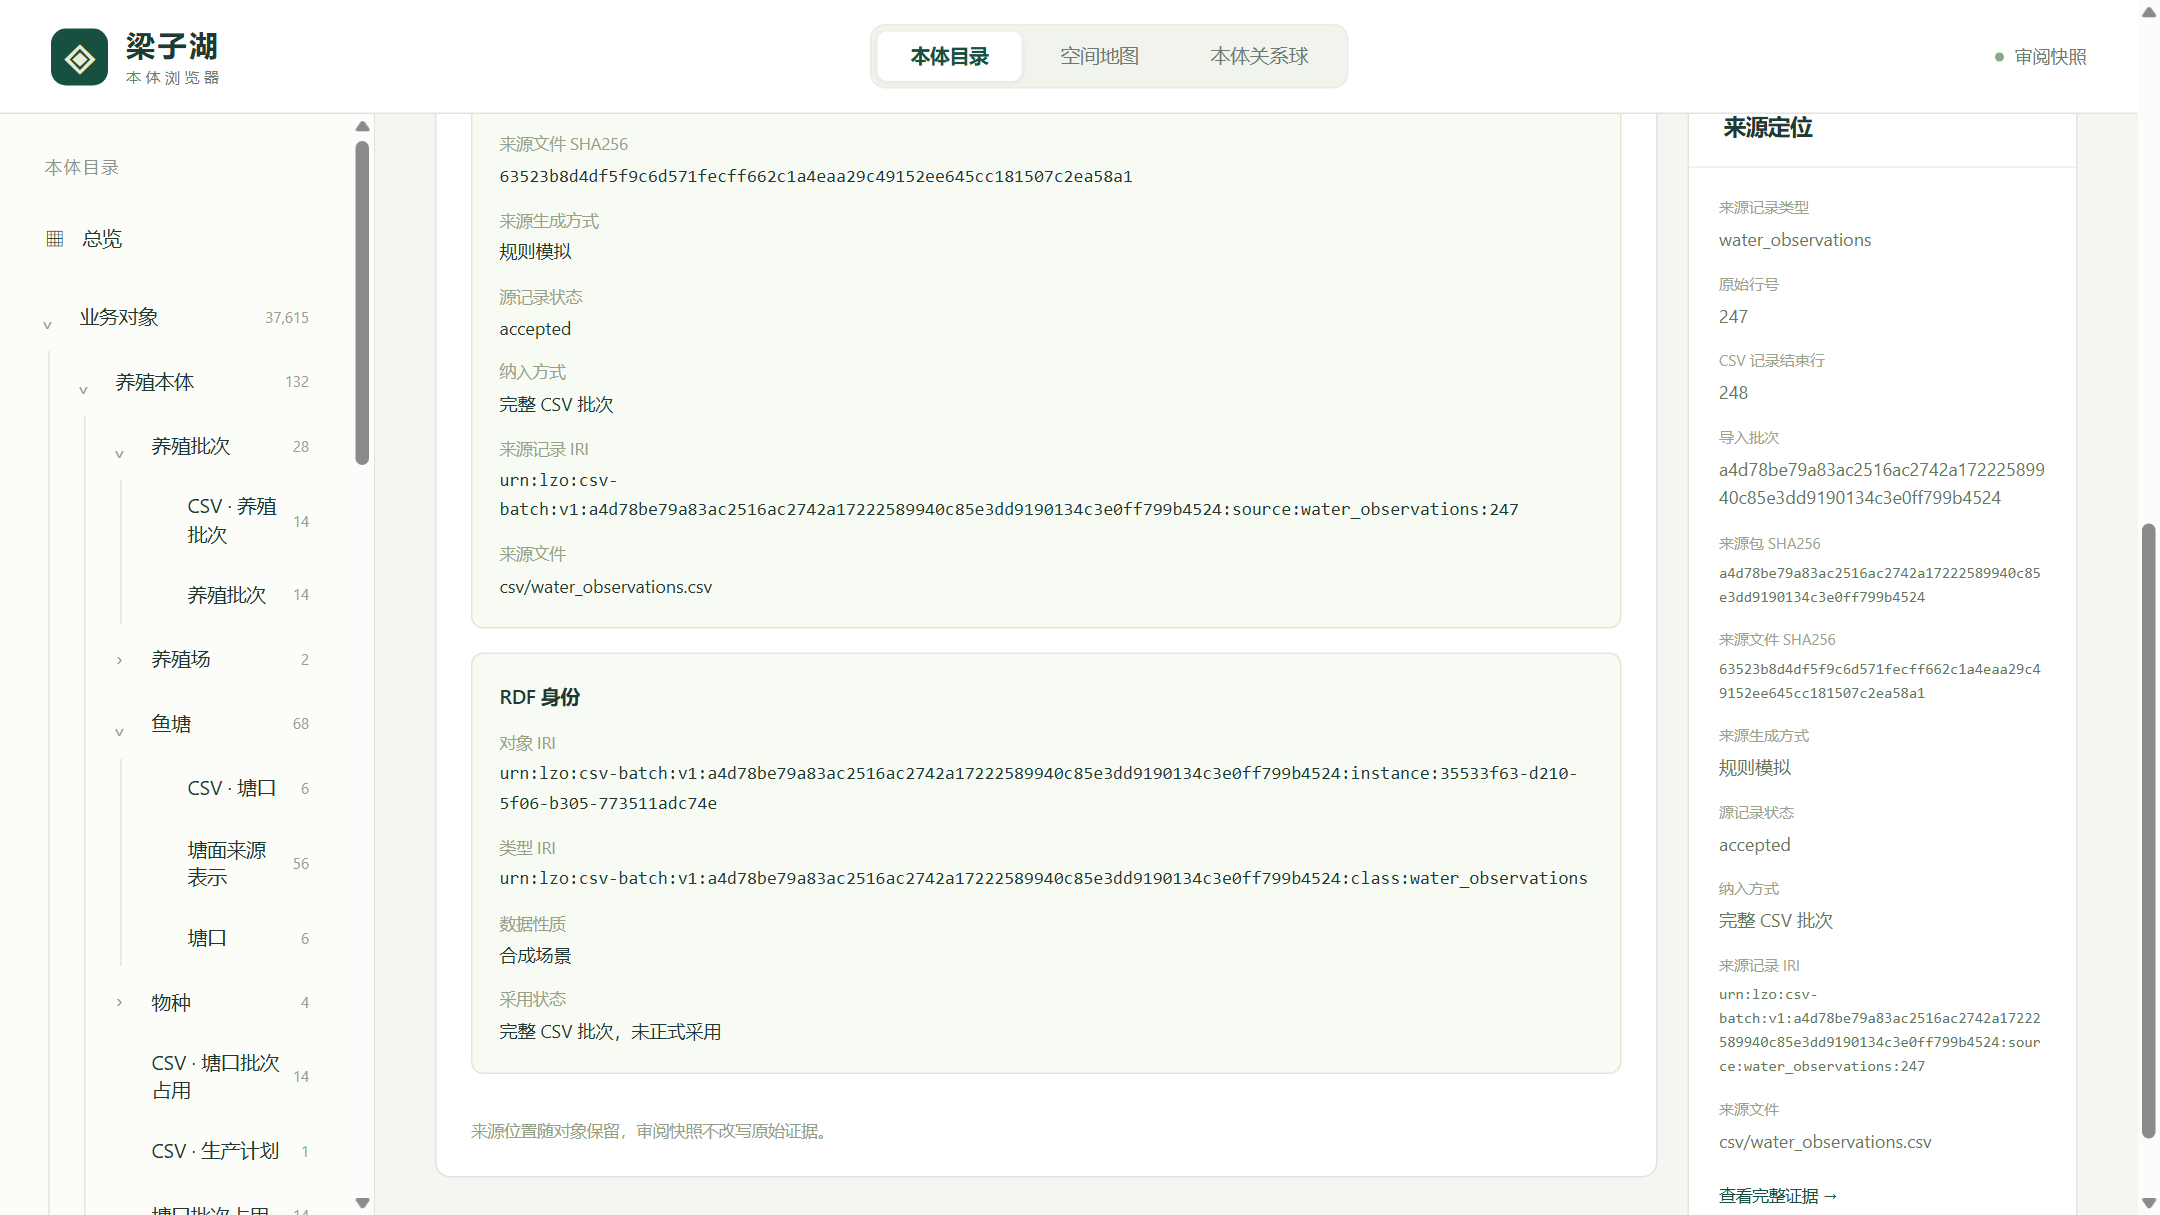 梁子湖
本体浏览器
本体目录
空间地图
本体关系球
审阅快照
本体目录
总览
业务对象
37,615
养殖本体
132
养殖批次
28
CSV · 养殖
批次
14
养殖批次
14
养殖场
2
鱼塘
68
CSV · 塘口
6
塘面来源
表示
56
塘口
6
物种
4
CSV · 塘口批次
占用
14
CSV · 生产计划
1
塘口批次占用
14
来源文件 SHA256
63523b8d4df5f9c6d571fecff662c1a4eaa29c49152ee645cc181507c2ea58a1
来源生成方式
规则模拟
源记录状态
accepted
纳入方式
完整 CSV 批次
来源记录 IRI
urn:lzo:csv-
batch:v1:a4d78be79a83ac2516ac2742a17222589940c85e3dd9190134c3e0ff799b4524:source:water_observations:247
来源文件
csv/water_observations.csv
RDF 身份
对象 IRI
urn:lzo:csv-batch:v1:a4d78be79a83ac2516ac2742a17222589940c85e3dd9190134c3e0ff799b4524:instance:35533f63-d210-
5f06-b305-773511adc74e
类型 IRI
urn:lzo:csv-batch:v1:a4d78be79a83ac2516ac2742a17222589940c85e3dd9190134c3e0ff799b4524:class:water_observations
数据性质
合成场景
采用状态
完整 CSV 批次，未正式采用
来源位置随对象保留，审阅快照不改写原始证据。
来源定位
来源记录类型
water_observations
原始行号
247
CSV 记录结束行
248
导入批次
a4d78be79a83ac2516ac2742a172225899
40c85e3dd9190134c3e0ff799b4524
来源包 SHA256
a4d78be79a83ac2516ac2742a17222589940c85
e3dd9190134c3e0ff799b4524
来源文件 SHA256
63523b8d4df5f9c6d571fecff662c1a4eaa29c4
9152ee645cc181507c2ea58a1
来源生成方式
规则模拟
源记录状态
accepted
纳入方式
完整 CSV 批次
来源记录 IRI
urn:lzo:csv-
batch:v1:a4d78be79a83ac2516ac2742a17222
589940c85e3dd9190134c3e0ff799b4524:sour
ce:water_observations:247
来源文件
csv/water_observations.csv
查看完整证据 →